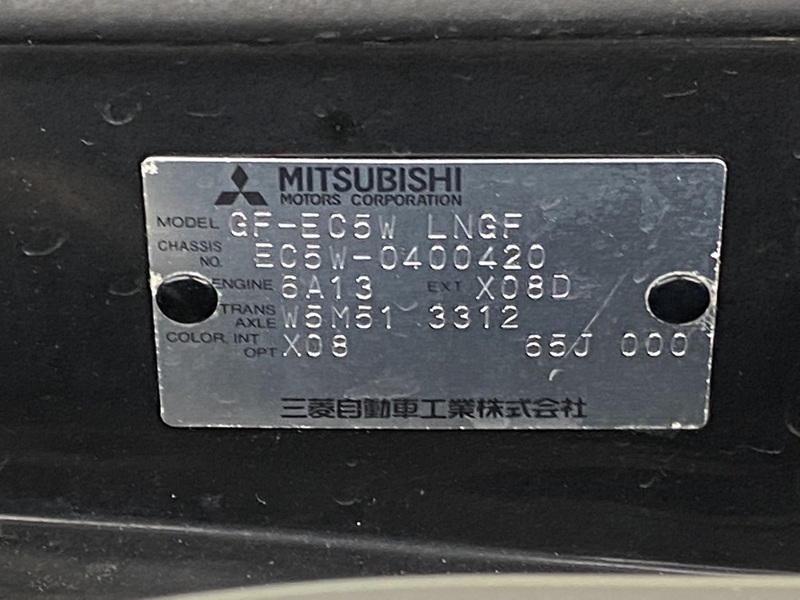 MITSUBISHI
MOTORS CORPORATION
MODEL GF-EC5W LNGF
CHASSIS NO. EC5W-0400420
ENGINE 6A13 EXT X08D
TRANS AXLE W5M51 3312
COLOR, INT OPT X08 65J 000
三菱自動車工業株式会社